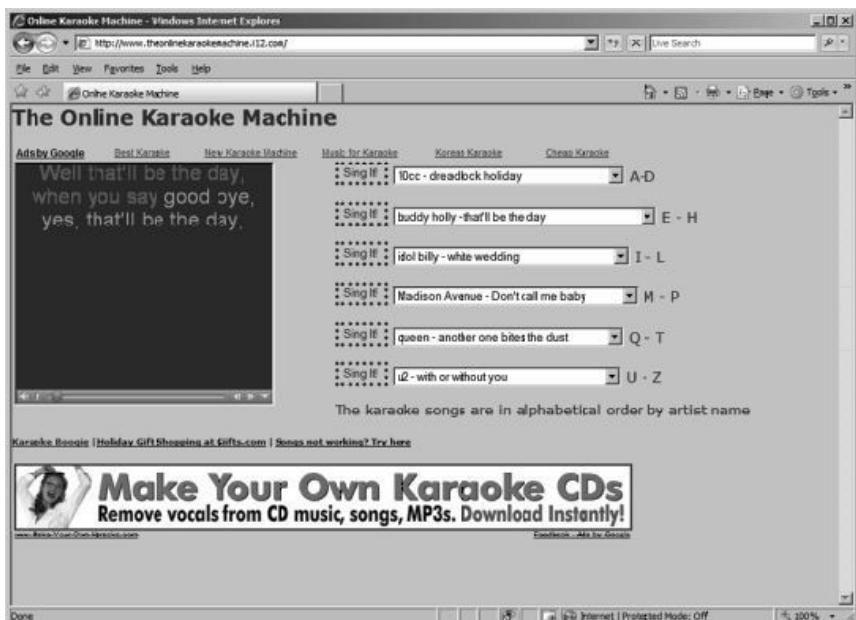 Online Karaoke Machine - Windows Internet Explorer
http://www.theonlinekaraokemachine.i12.com/
Live Search
File Edit View Favorites Tools Help
Online Karaoke Machine
Page Tools
The Online Karaoke Machine
Ads by Google Best Karaoke New Karaoke Machine Music for Karaoke Korean Karaoke Cheap Karaoke
Well that'll be the day,
when you say good bye,
yes, that'll be the day,
Sing It! 10cc - dreadlock holiday A-D
Sing It! buddy holly -that'll be the day E - H
Sing It! idol billy - white wedding I - L
Sing It! Madison Avenue - Don't call me baby M - P
Sing It! queen - another one bites the dust Q - T
Sing It! u2 - with or without you U - Z
The karaoke songs are in alphabetical order by artist name
Karaoke Boogie | Holiday Gift Shopping at Gifts.com | Songs not working? Try here
Make Your Own Karaoke CDs
Remove vocals from CD music, songs, MP3s. Download Instantly!
www.Make-Your-Own-Karaoke.com Feedback - Ads by Google
Done Internet | Protected Mode: Off 100%